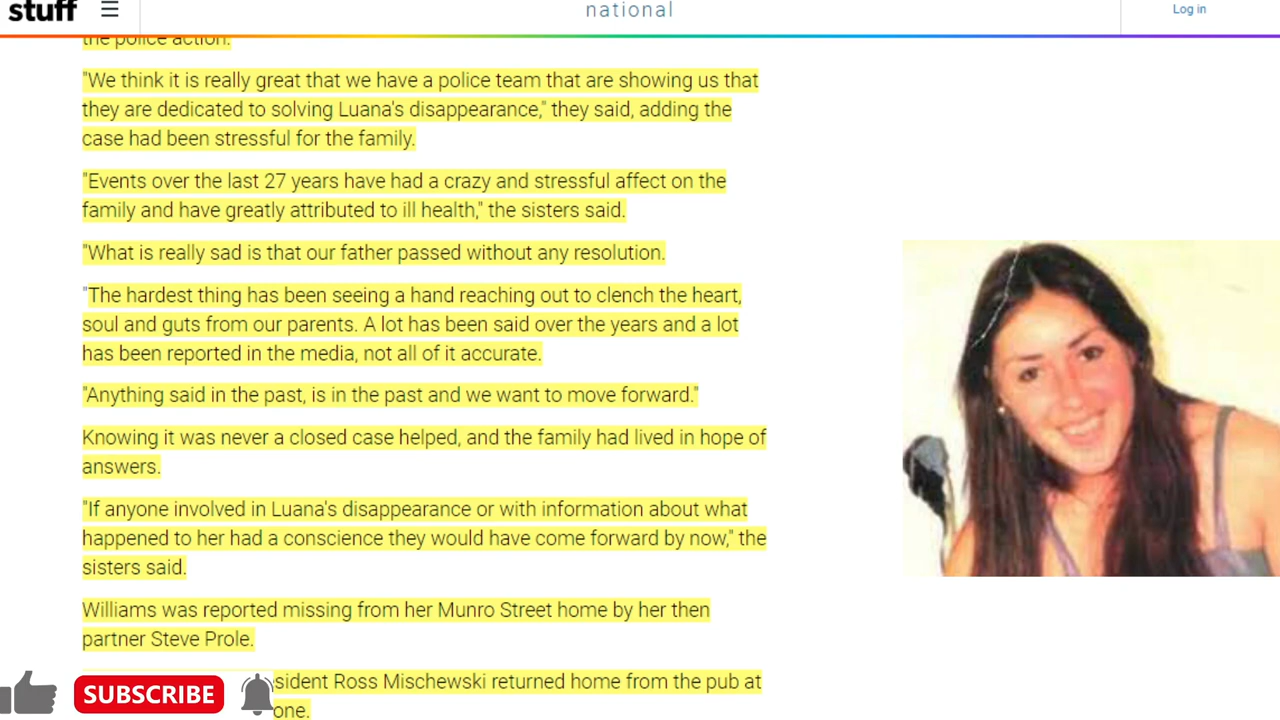 stuff
national
Log in
the police action.
"We think it is really great that we have a police team that are showing us that
they are dedicated to solving Luana's disappearance," they said, adding the
case had been stressful for the family.
"Events over the last 27 years have had a crazy and stressful affect on the
family and have greatly attributed to ill health," the sisters said.
"What is really sad is that our father passed without any resolution.
"The hardest thing has been seeing a hand reaching out to clench the heart,
soul and guts from our parents. A lot has been said over the years and a lot
has been reported in the media, not all of it accurate.
"Anything said in the past, is in the past and we want to move forward."
Knowing it was never a closed case helped, and the family had lived in hope of
answers.
"If anyone involved in Luana's disappearance or with information about what
happened to her had a conscience they would have come forward by now," the
sisters said.
Williams was reported missing from her Munro Street home by her then
partner Steve Prole.
sident Ross Mischewski returned home from the pub at
one.
SUBSCRIBE